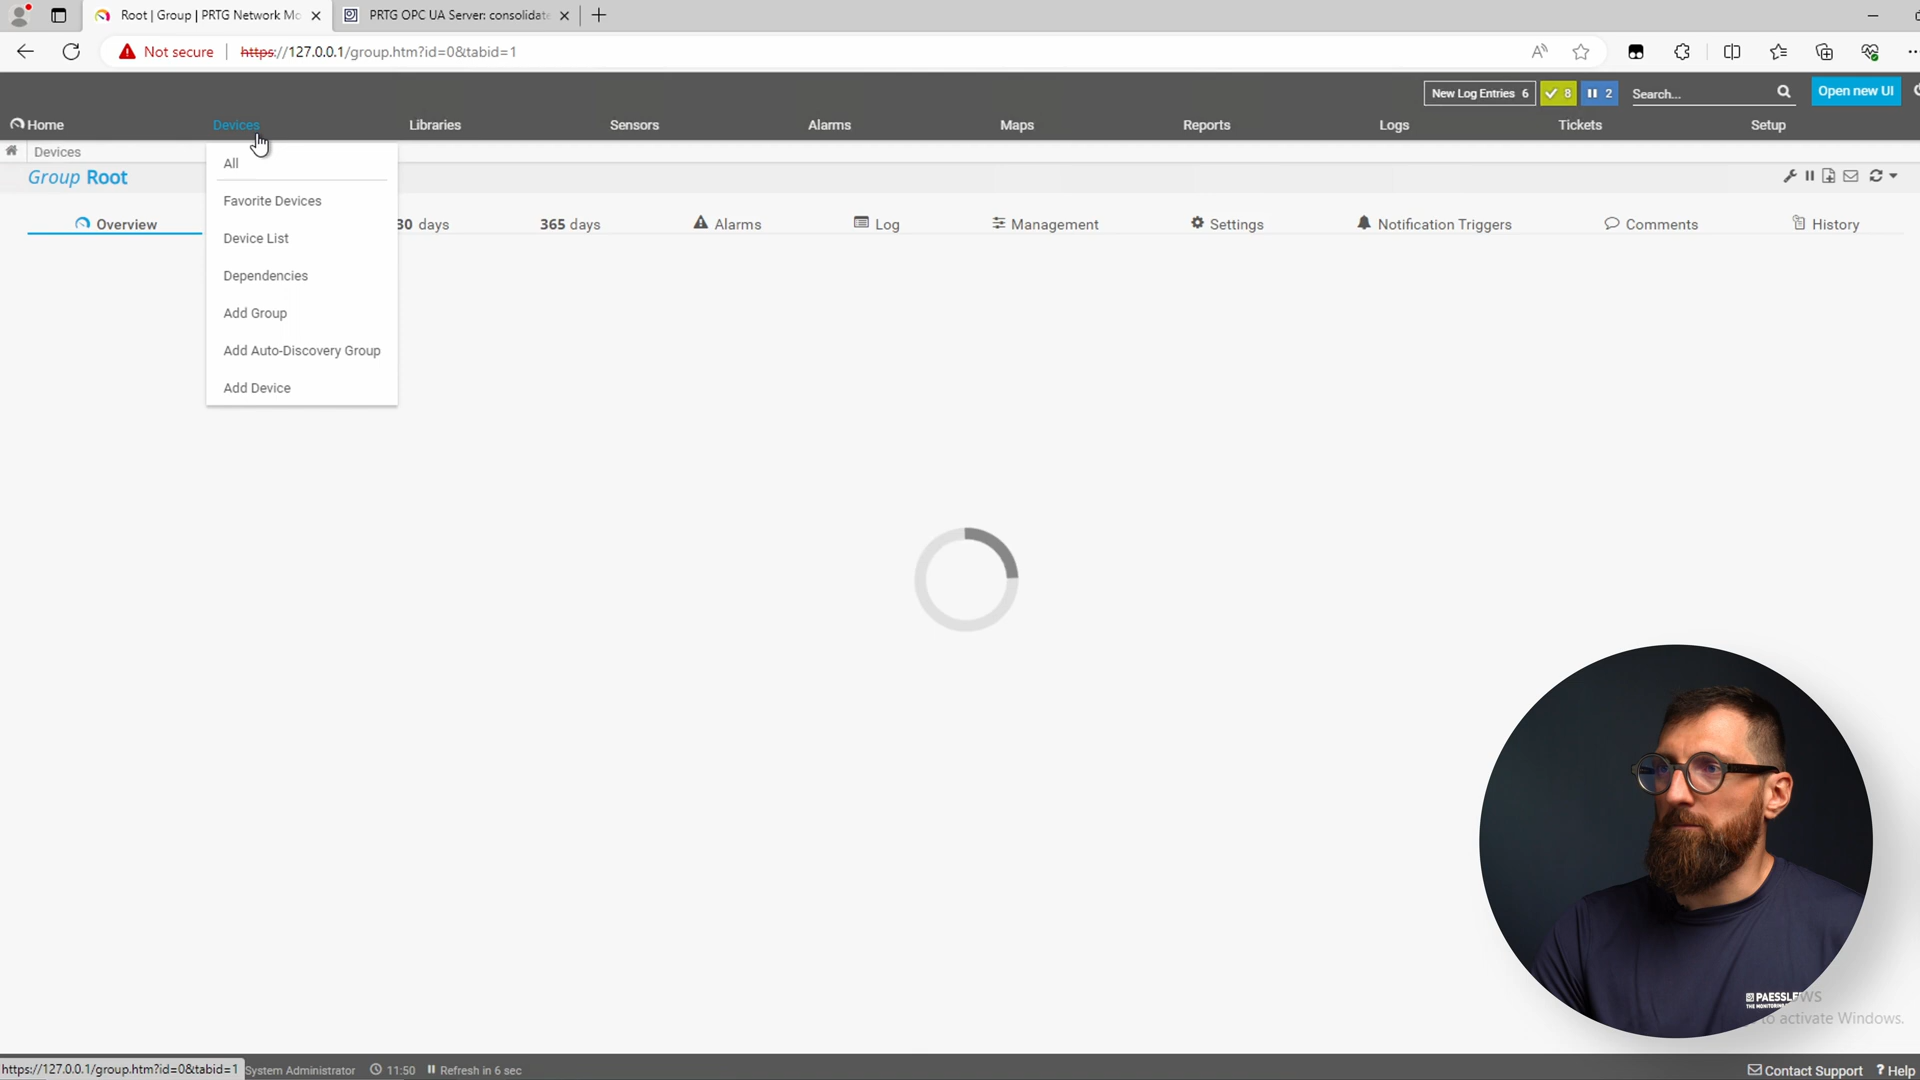 Root | Group | PRTG Network Mo
PRTG OPC UA Server: consolidate
Not secure
https://127.0.0.1/group.htm?id=0&tabid=1
New Log Entries 6
8
2
Search...
Open new UI
Home
Devices
Libraries
Sensors
Alarms
Maps
Reports
Logs
Tickets
Setup
Devices
All
Group Root
Favorite Devices
Overview
30 days
365 days
Alarms
Log
Management
Settings
Notification Triggers
Comments
History
Device List
Dependencies
Add Group
Add Auto-Discovery Group
Add Device
PAESSLE
to activate Windows.
https://127.0.0.1/group.htm?id=0&tabid=1
System Administrator
11:50
Refresh in 6 sec
Contact Support
? Help